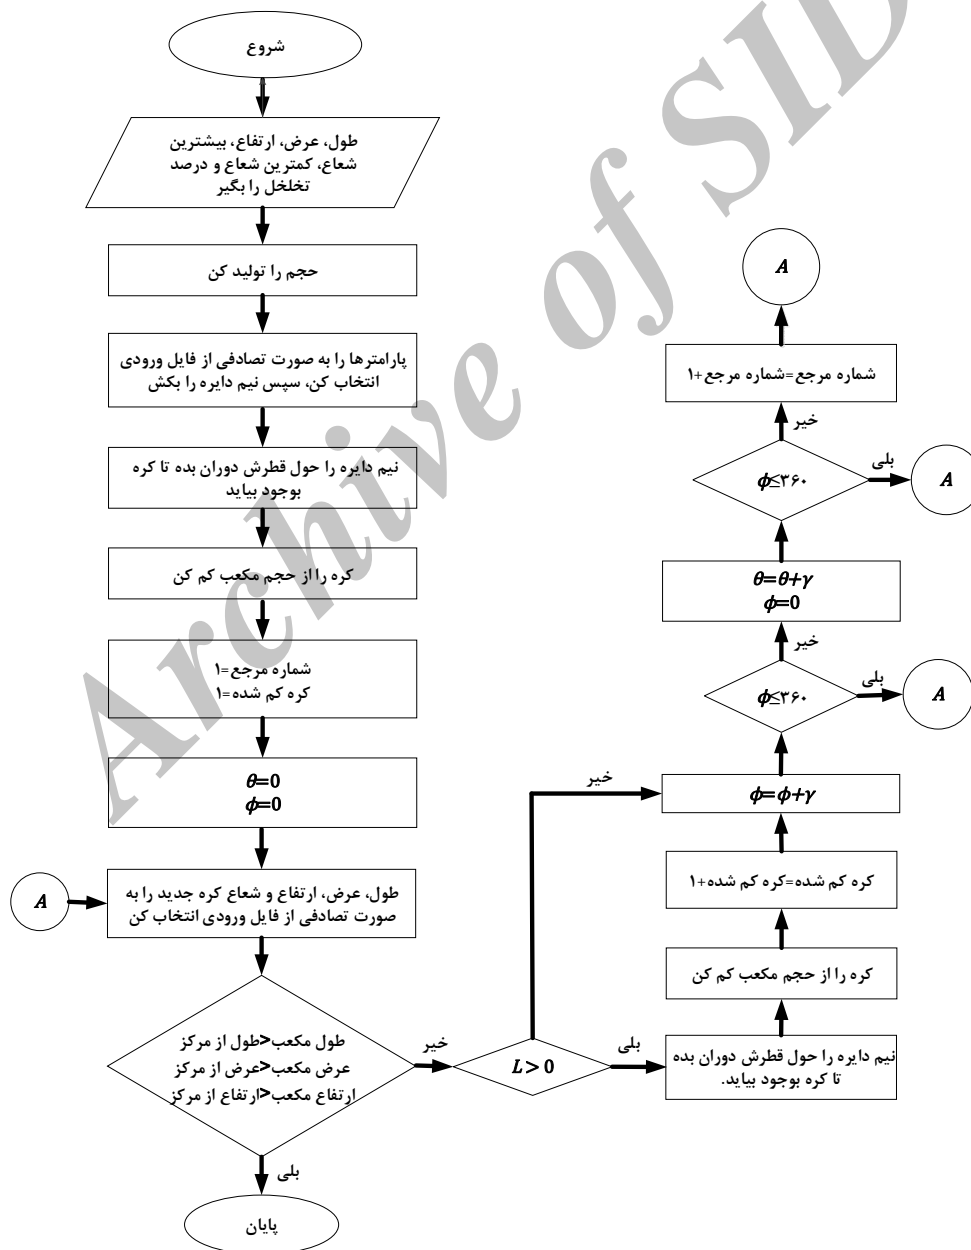 شروع
طول، عرض، ارتفاع، بیشترین
شعاع، کمترین شعاع و درصد
تخلخل را بگیر
حجم را تولید کن
پارامترها را به صورت تصادفی از فایل ورودی
انتخاب کن، سپس نیم دایره را بکش
نیم دایره را حول قطرش دوران بده تا کره
بوجود بیاید
کره را از حجم مکعب کم کن
شماره مرجع=۱
کره کم شده=۱
θ=0
ϕ=0
A
طول، عرض، ارتفاع و شعاع کره جدید را به
صورت تصادفی از فایل ورودی انتخاب کن
طول مکعب<طول از مرکز
عرض مکعب<عرض از مرکز
ارتفاع مکعب<ارتفاع از مرکز
بلی
پایان
خیر
L>0
خیر
بلی
نیم دایره را حول قطرش دوران بده
تا کره بوجود بیاید.
کره را از حجم مکعب کم کن
کره کم شده=کره کم شده+۱
ϕ=ϕ+γ
ϕ≤۳۶۰
بلی
A
خیر
θ=θ+γ
ϕ=0
ϕ≤۳۶۰
بلی
A
خیر
شماره مرجع=شماره مرجع+۱
A
Archive of SID